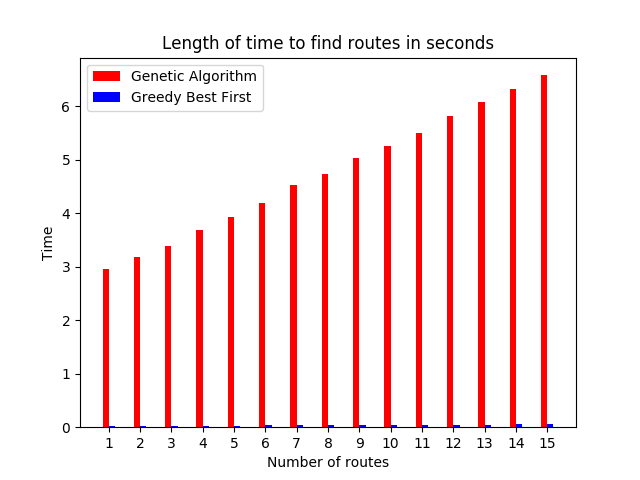 Length of time to find routes in seconds
Genetic Algorithm
Greedy Best First
6
5
4
3
2
1
0
Time
1 2 3 4 5 6 7 8 9 10 11 12 13 14 15
Number of routes